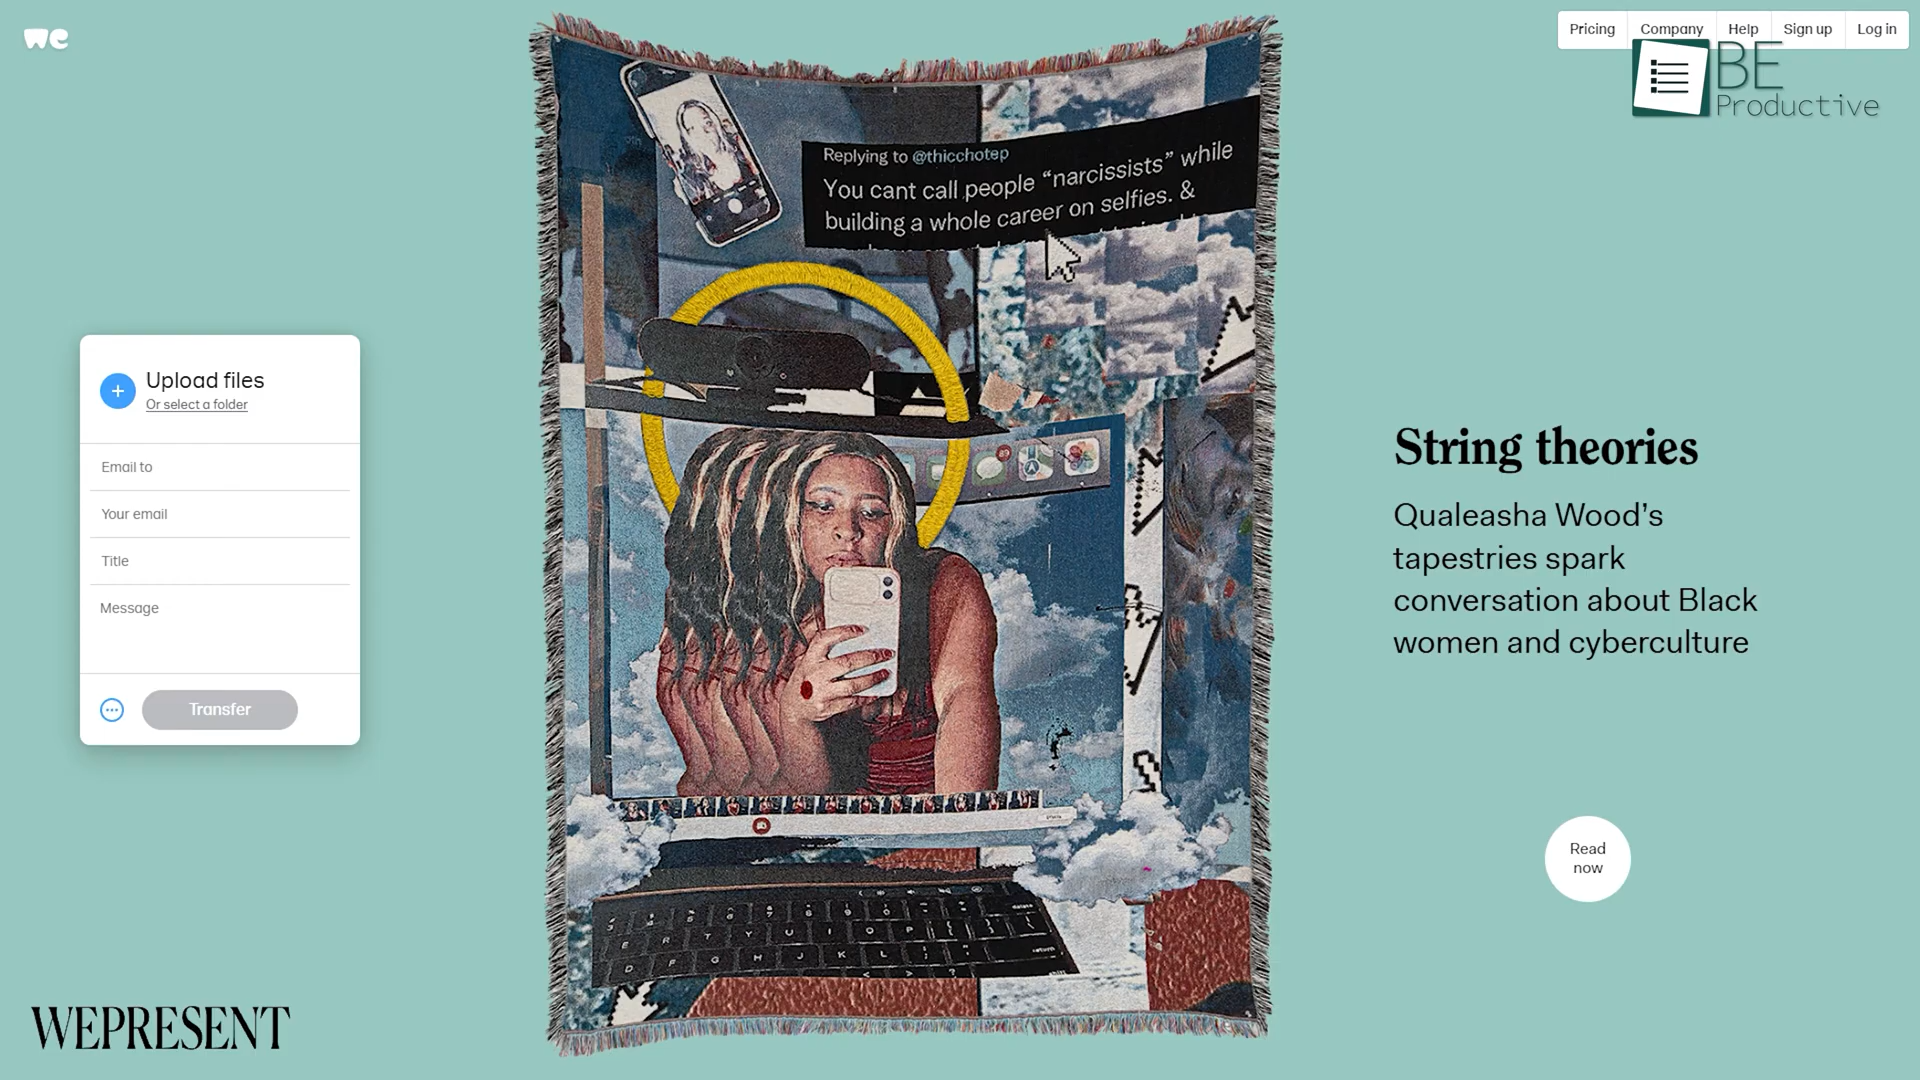 we
Pricing
Company
Help
Sign up
Log in
BE
Productive
Replying to @thicchotep
You cant call people “narcissists” while
building a whole career on selfies. &
Upload files
Or select a folder
Email to
Your email
Title
Message
Transfer
String theories
Qualeasha Wood’s
tapestries spark
conversation about Black
women and cyberculture
Read
now
E R T Y U I O P
D F G H J K L
WEPRESENT